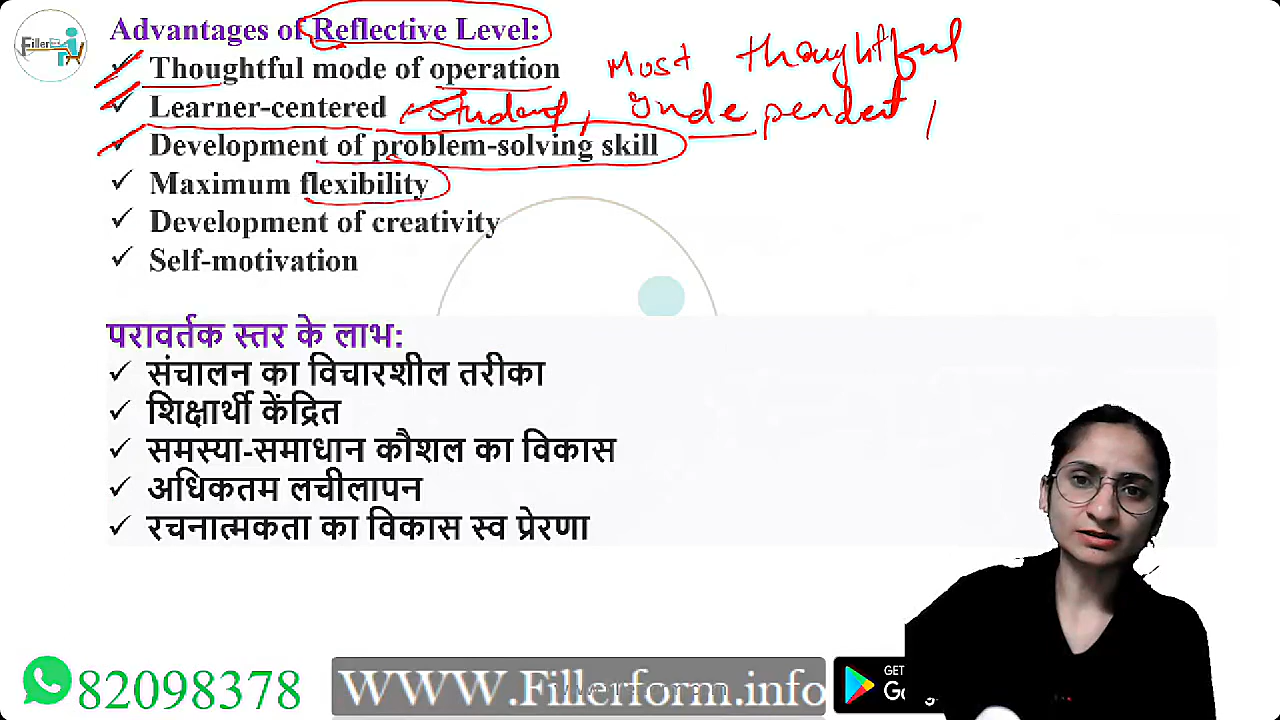 Fillerform
Advantages of Reflective Level:
✓ Thoughtful mode of operation Most thoughtful
✓ Learner-centered student, Independent,
✓ Development of problem-solving skill
✓ Maximum flexibility
✓ Development of creativity
✓ Self-motivation
परावर्तक स्तर के लाभ:
✓ संचालन का विचारशील तरीका
✓ शिक्षार्थी केंद्रित
✓ समस्या-समाधान कौशल का विकास
✓ अधिकतम लचीलापन
✓ रचनात्मकता का विकास स्व प्रेरणा
82098378 WWW.Fillerform.info GET